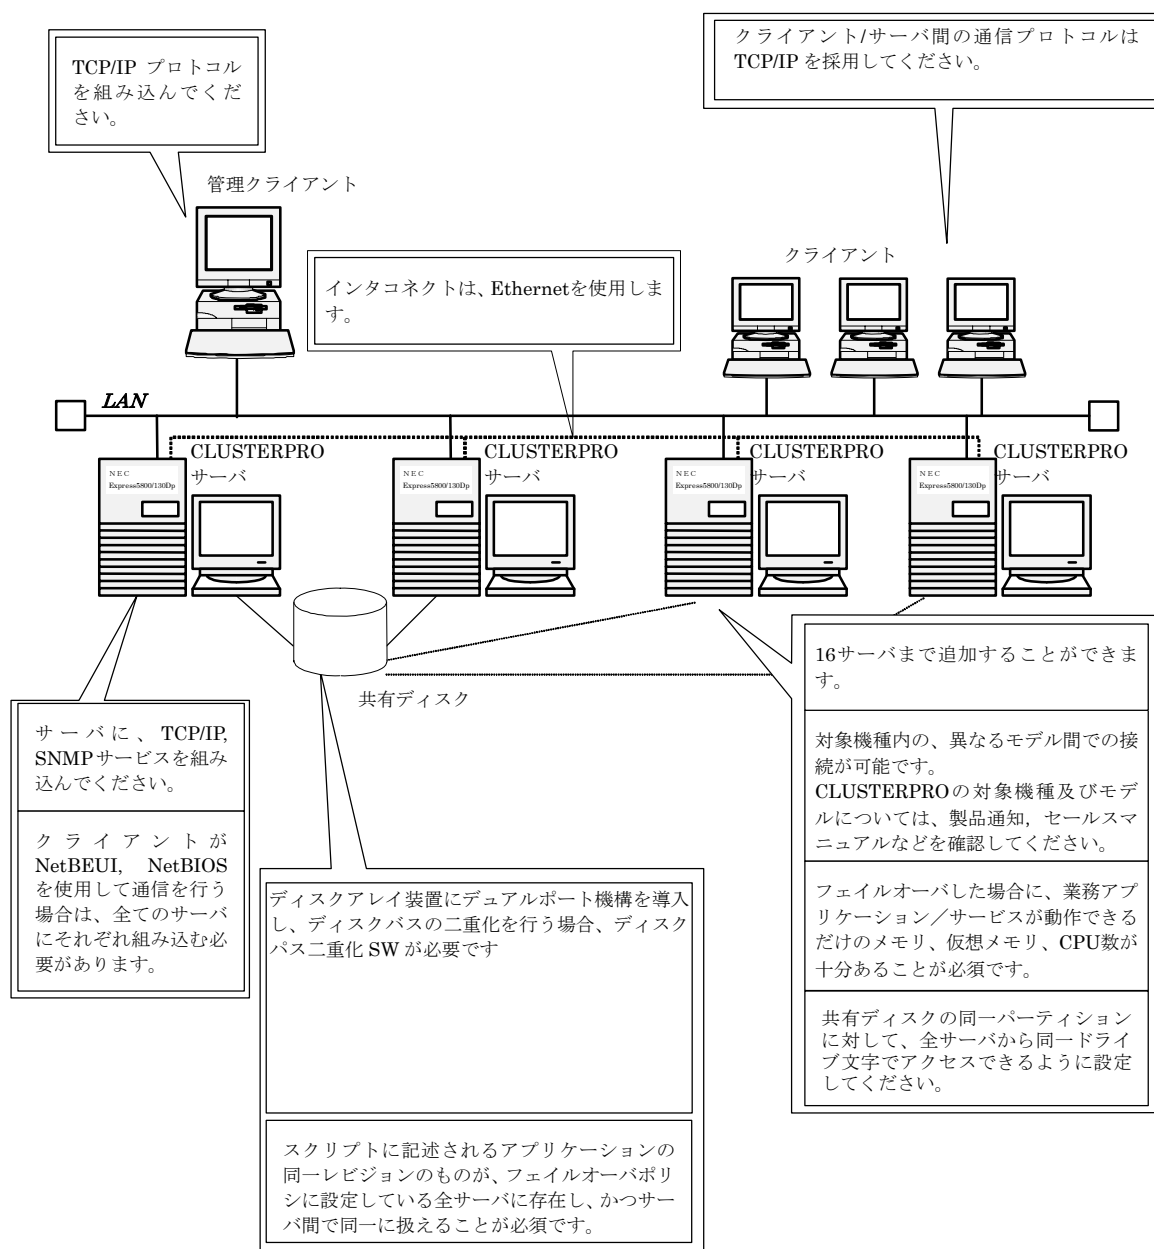 クライアント/サーバ間の通信プロトコルは
TCP/IP を採用してください。
TCP/IP プロトコル
を組み込んでくだ
さい。
管理クライアント
クライアント
インタコネクトは、Ethernetを使用しま
す。
LAN
CLUSTERPRO
サーバ
CLUSTERPRO
サーバ
CLUSTERPRO
サーバ
CLUSTERPRO
サーバ
NEC
Express5800/130Dp
NEC
Express5800/130Dp
NEC
Express5800/130Dp
NEC
Express5800/130Dp
共有ディスク
サーバに、TCP/IP,
SNMPサービスを組み
込んでください。
クライアントが
NetBEUI, NetBIOS
を使用して通信を行う
場合は、全てのサーバ
にそれぞれ組み込む必
要があります。
ディスクアレイ装置にデュアルポート機構を導入
し、ディスクバスの二重化を行う場合、ディスク
パス二重化 SW が必要です
スクリプトに記述されるアプリケーションの
同一レビジョンのものが、フェイルオーバポリ
シに設定している全サーバに存在し、かつサー
バ間で同一に扱えることが必須です。
16サーバまで追加することができま
す。
対象機種内の、異なるモデル間での接
続が可能です。
CLUSTERPROの対象機種及びモデ
ルについては、製品通知，セールスマ
ニュアルなどを確認してください。
フェイルオーバした場合に、業務アプ
リケーション／サービスが動作できる
だけのメモリ、仮想メモリ、CPU数が
十分あることが必須です。
共有ディスクの同一パーティション
に対して、全サーバから同一ドライ
ブ文字でアクセスできるように設定
してください。